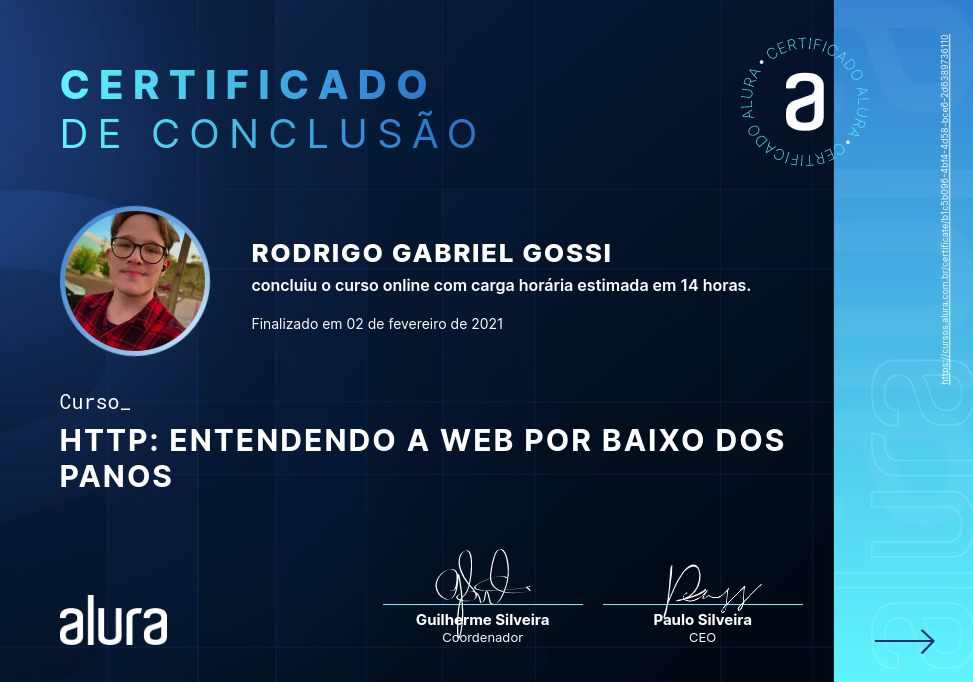 CERTIFICADO
DE CONCLUSÃO
CERTIFICADO ALURA • CERTIFICADO ALURA •
a
https://cursos.alura.com.br/certificate/b1c5b096-4bf4-4d58-bce6-2d6389736110
RODRIGO GABRIEL GOSSI
concluiu o curso online com carga horária estimada em 14 horas.
Finalizado em 02 de fevereiro de 2021
Curso_
HTTP: ENTENDENDO A WEB POR BAIXO DOS
PANOS
alura
Guilherme Silveira
Coordenador
Paulo Silveira
CEO
alura